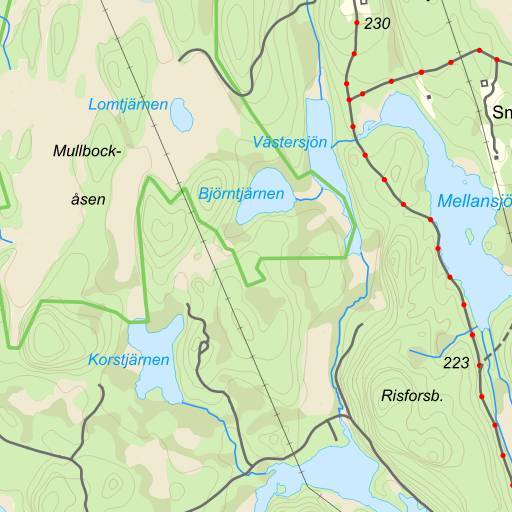 230
Sm
Lomtjärnen
Västersjön
Mullbock-
åsen
Björntjärnen
Mellansjö
Korstjärnen
223
Risforsb.